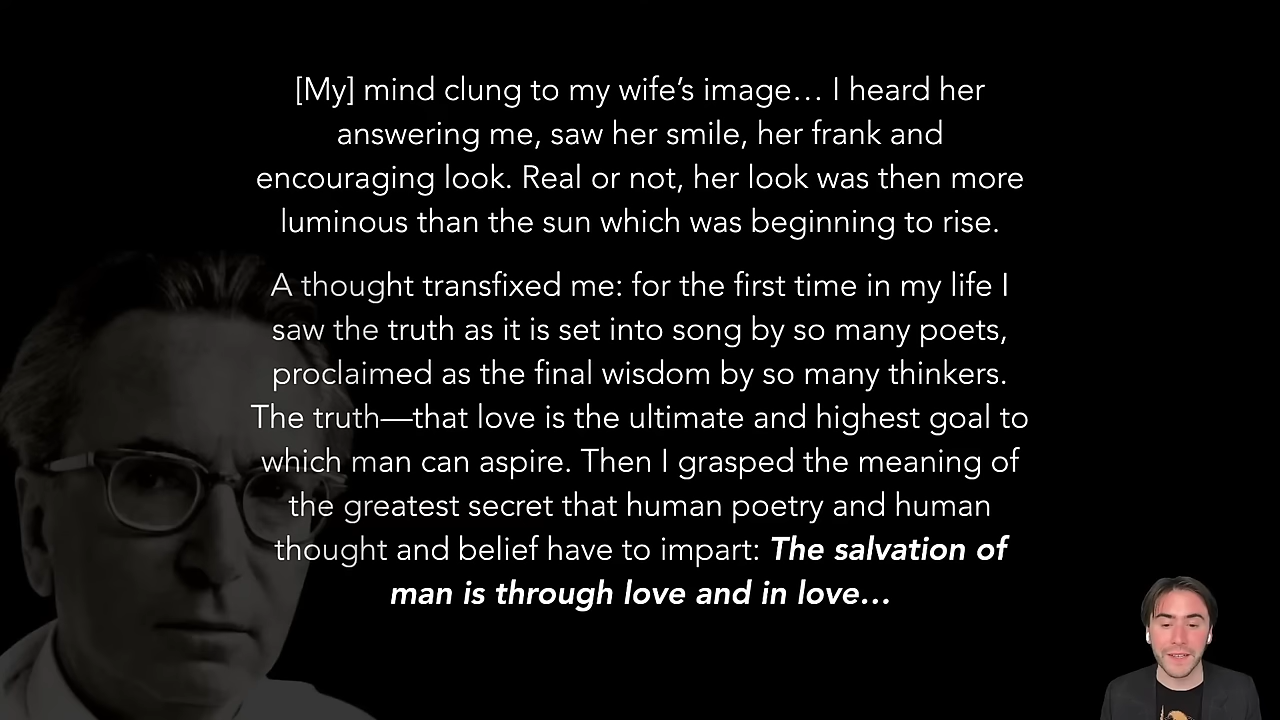 [My] mind clung to my wife’s image… I heard her
answering me, saw her smile, her frank and
encouraging look. Real or not, her look was then more
luminous than the sun which was beginning to rise.
A thought transfixed me: for the first time in my life I
saw the truth as it is set into song by so many poets,
proclaimed as the final wisdom by so many thinkers.
The truth—that love is the ultimate and highest goal to
which man can aspire. Then I grasped the meaning of
the greatest secret that human poetry and human
thought and belief have to impart: The salvation of
man is through love and in love…